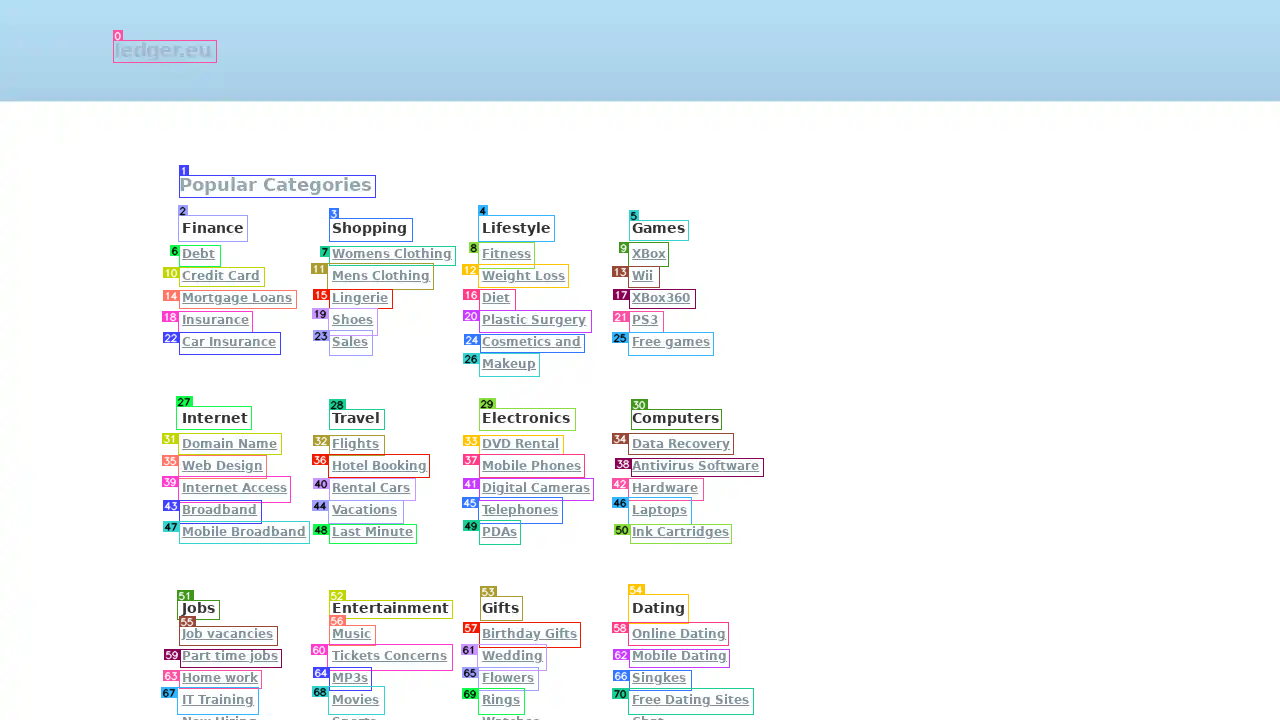 0
ledger.eu
1
Popular Categories
2 3 4 5
Finance Shopping Lifestyle Games
6 Debt 7 Womens Clothing 8 Fitness 9 XBox
10 Credit Card 11 Mens Clothing 12 Weight Loss 13 Wii
14 Mortgage Loans 15 Lingerie 16 Diet 17 XBox360
18 Insurance 19 Shoes 20 Plastic Surgery 21 PS3
22 Car Insurance 23 Sales 24 Cosmetics and 25 Free games
26 Makeup
27 28 29 30
Internet Travel Electronics Computers
31 Domain Name 32 Flights 33 DVD Rental 34 Data Recovery
35 Web Design 36 Hotel Booking 37 Mobile Phones 38 Antivirus Software
39 Internet Access 40 Rental Cars 41 Digital Cameras 42 Hardware
43 Broadband 44 Vacations 45 Telephones 46 Laptops
47 Mobile Broadband 48 Last Minute 49 PDAs 50 Ink Cartridges
51 52 53 54
Jobs Entertainment Gifts Dating
55 Job vacancies 56 Music 57 Birthday Gifts 58 Online Dating
59 Part time jobs 60 Tickets Concerns 61 Wedding 62 Mobile Dating
63 Home work 64 MP3s 65 Flowers 66 Singkes
67 IT Training 68 Movies 69 Rings 70 Free Dating Sites